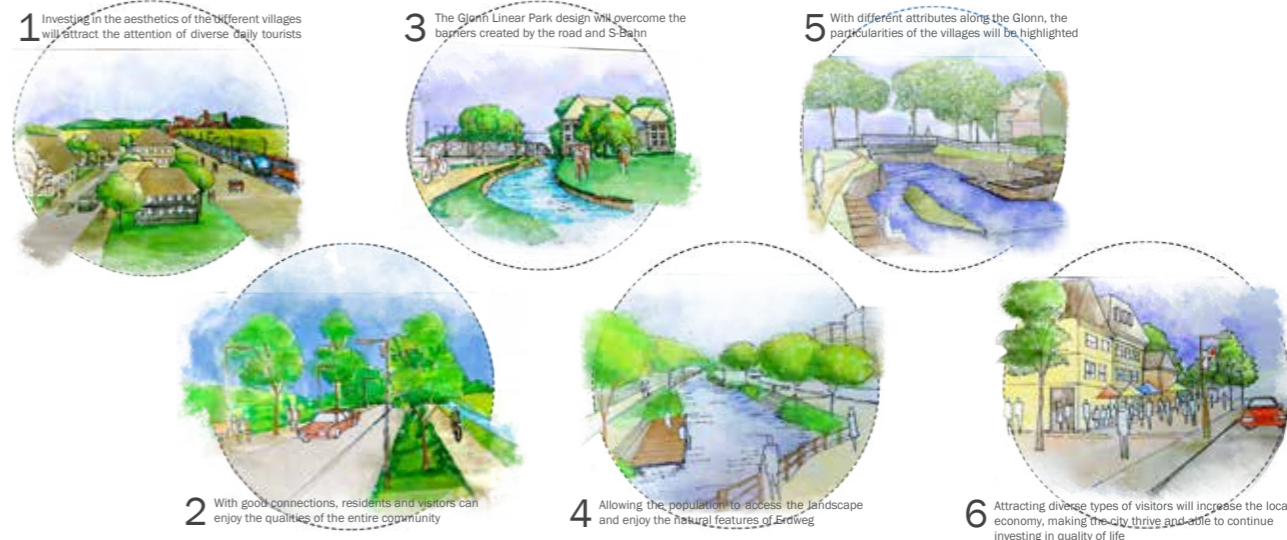 1 Investing in the aesthetics of the different villages
will attract the attention of diverse daily tourists
2 With good connections, residents and visitors can
enjoy the qualities of the entire community
3 The Glonn Linear Park design will overcome the
barriers created by the road and S-Bahn
4 Allowing the population to access the landscape
and enjoy the natural features of Erdweg
5 With different attributes along the Glonn, the
particularities of the villages will be highlighted
6 Attracting diverse types of visitors will increase the loca
economy, making the city thrive and able to continue
investing in quality of life